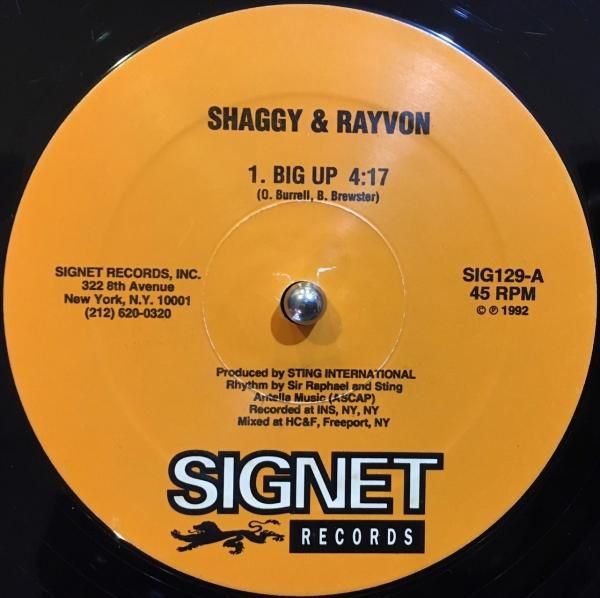 SHAGGY & RAYVON
1. BIG UP 4:17
(O. Burrell, B. Brewster)
SIGNET RECORDS, INC.
322 8th Avenue
New York, N.Y. 10001
(212) 620-0320
SIG129-A
45 RPM
© ℗ 1992
Produced by STING INTERNATIONAL
Rhythm by Sir Raphael and Sting
Antella Music (ASCAP)
Recorded at INS, NY, NY
Mixed at HC&F, Freeport, NY
SIGNET
RECORDS